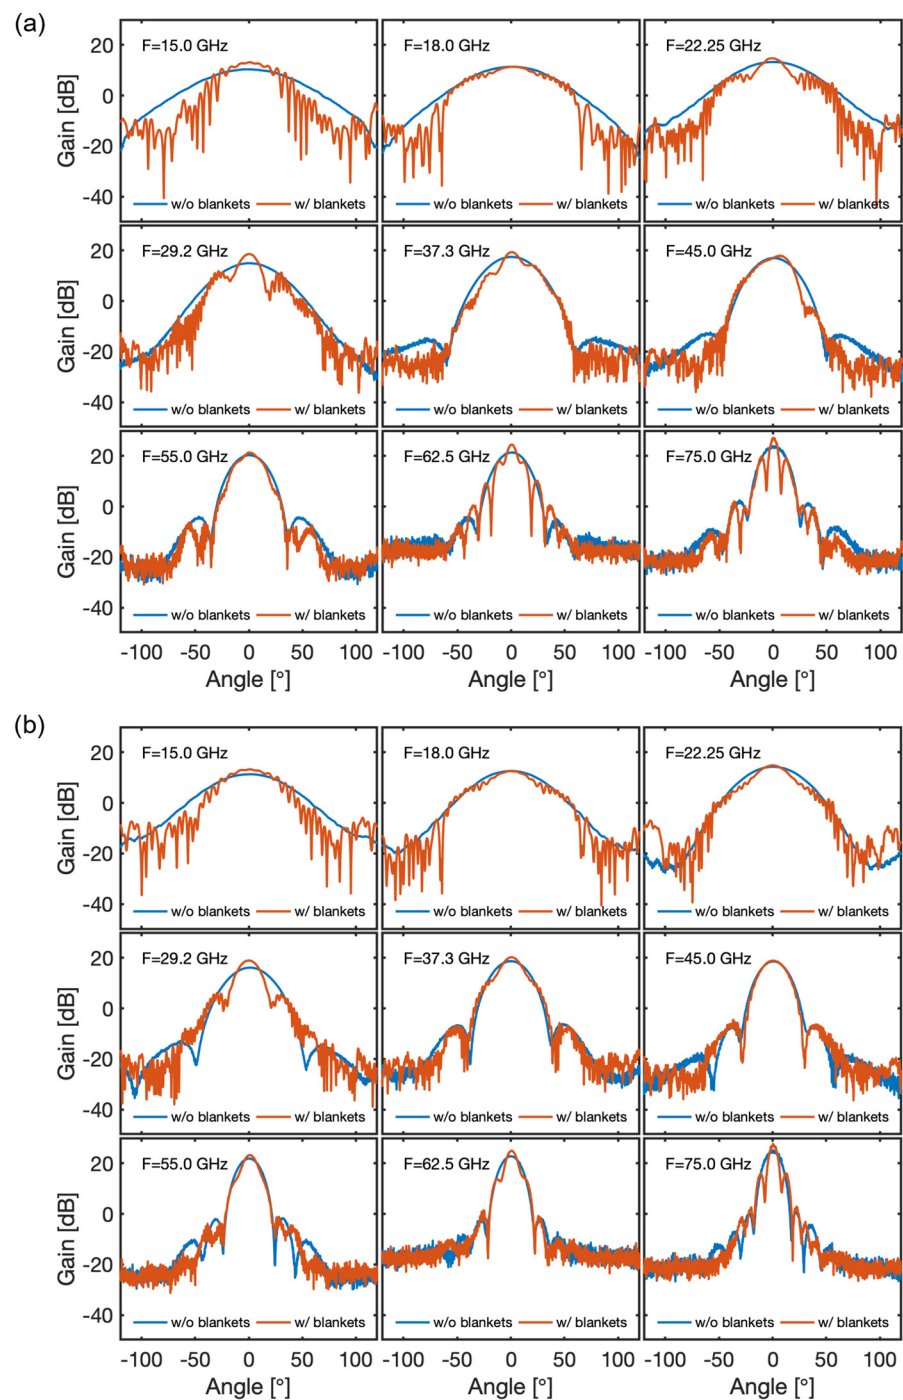 (a)
F=15.0 GHz F=18.0 GHz F=22.25 GHz
20
0
-20
-40
Gain [dB]
w/o blankets w/ blankets w/o blankets w/ blankets w/o blankets w/ blankets
F=29.2 GHz F=37.3 GHz F=45.0 GHz
20
0
-20
-40
Gain [dB]
w/o blankets w/ blankets w/o blankets w/ blankets w/o blankets w/ blankets
F=55.0 GHz F=62.5 GHz F=75.0 GHz
20
0
-20
-40
Gain [dB]
w/o blankets w/ blankets w/o blankets w/ blankets w/o blankets w/ blankets
-100 -50 0 50 100 -100 -50 0 50 100 -100 -50 0 50 100
Angle [°] Angle [°] Angle [°]
(b)
F=15.0 GHz F=18.0 GHz F=22.25 GHz
20
0
-20
-40
Gain [dB]
w/o blankets w/ blankets w/o blankets w/ blankets w/o blankets w/ blankets
F=29.2 GHz F=37.3 GHz F=45.0 GHz
20
0
-20
-40
Gain [dB]
w/o blankets w/ blankets w/o blankets w/ blankets w/o blankets w/ blankets
F=55.0 GHz F=62.5 GHz F=75.0 GHz
20
0
-20
-40
Gain [dB]
w/o blankets w/ blankets w/o blankets w/ blankets w/o blankets w/ blankets
-100 -50 0 50 100 -100 -50 0 50 100 -100 -50 0 50 100
Angle [°] Angle [°] Angle [°]